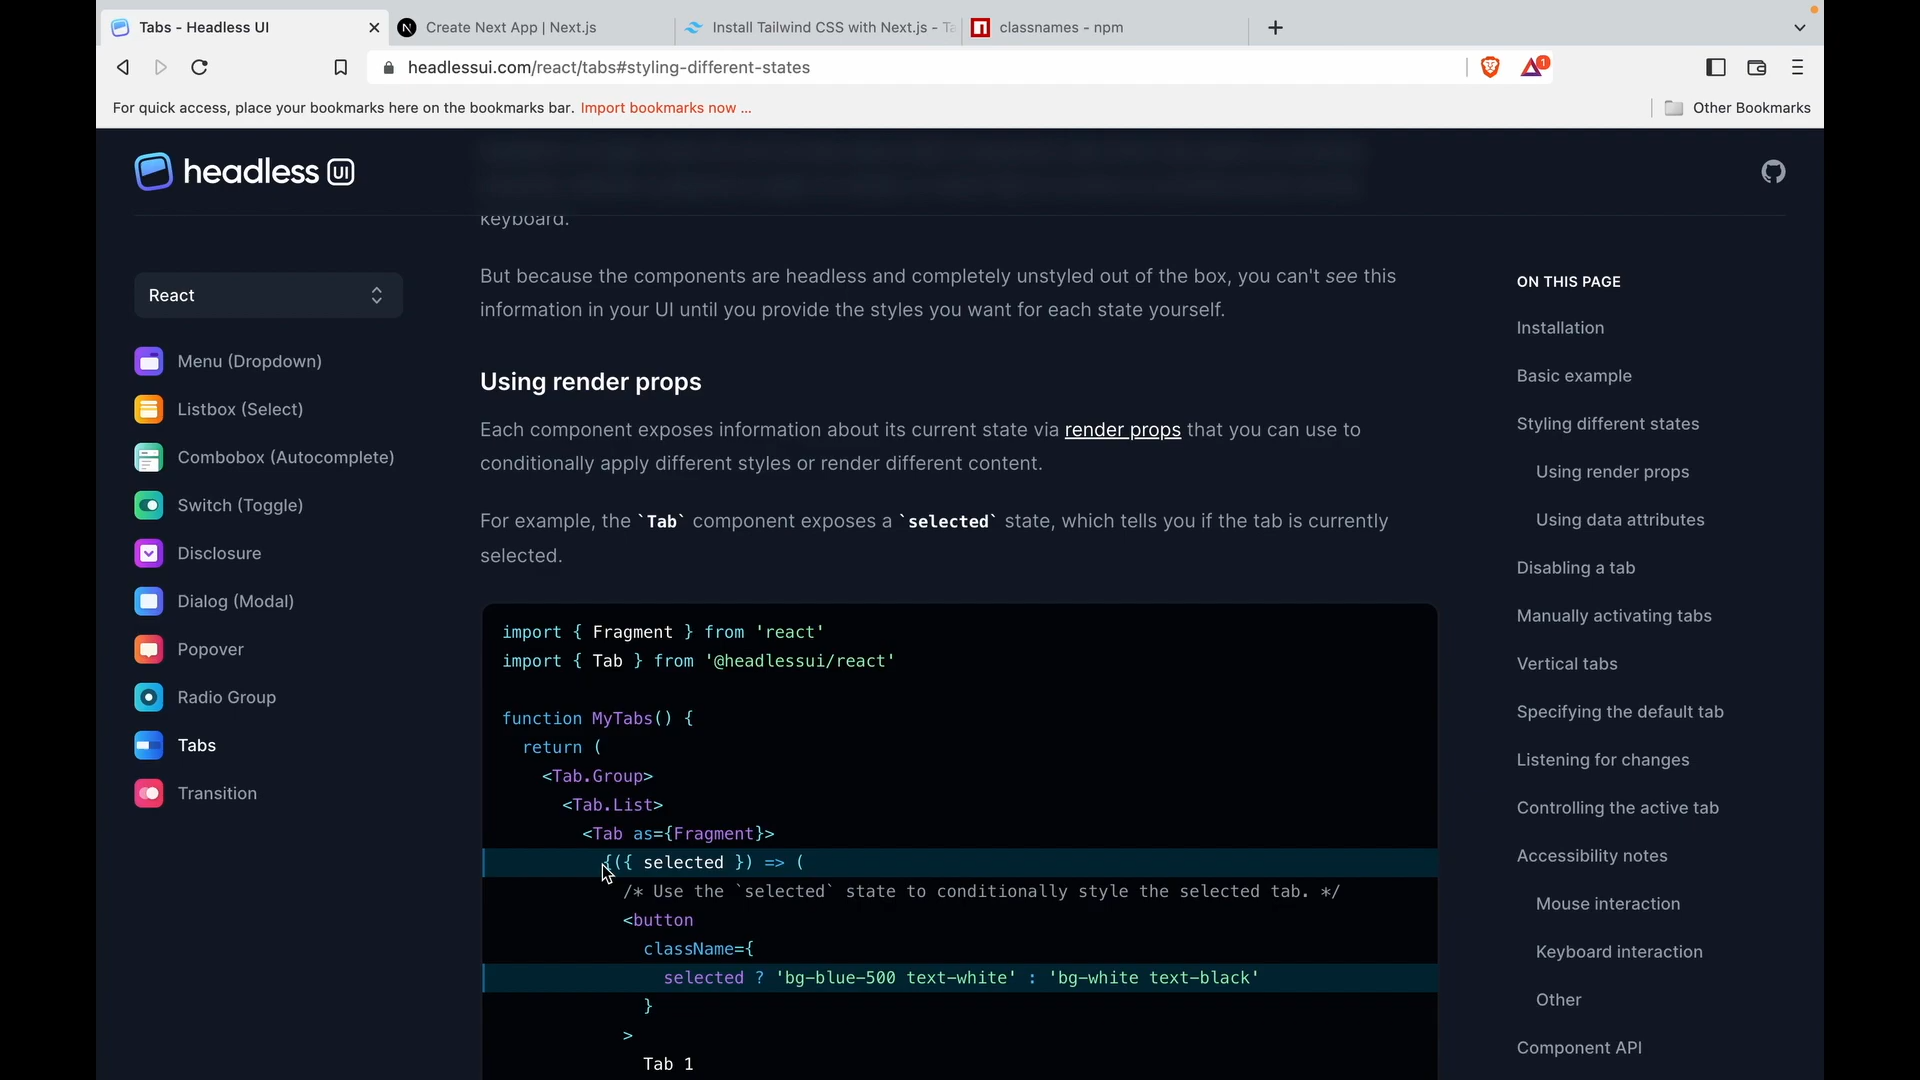 Tabs - Headless UI
Create Next App | Next.js
Install Tailwind CSS with Next.js - Ta
classnames - npm
headlessui.com/react/tabs#styling-different-states
1
For quick access, place your bookmarks here on the bookmarks bar. Import bookmarks now ...
Other Bookmarks
headless UI
keyboard.
React
Menu (Dropdown)
Listbox (Select)
Combobox (Autocomplete)
Switch (Toggle)
Disclosure
Dialog (Modal)
Popover
Radio Group
Tabs
Transition
But because the components are headless and completely unstyled out of the box, you can't see this
information in your UI until you provide the styles you want for each state yourself.
Using render props
Each component exposes information about its current state via render props that you can use to
conditionally apply different styles or render different content.
For example, the `Tab` component exposes a `selected` state, which tells you if the tab is currently
selected.
import { Fragment } from 'react'
import { Tab } from '@headlessui/react'
function MyTabs() {
return (
<Tab.Group>
<Tab.List>
<Tab as={Fragment}>
{({ selected }) => (
/* Use the `selected` state to conditionally style the selected tab. */
<button
className={
selected ? 'bg-blue-500 text-white' : 'bg-white text-black'
}
>
Tab 1
ON THIS PAGE
Installation
Basic example
Styling different states
Using render props
Using data attributes
Disabling a tab
Manually activating tabs
Vertical tabs
Specifying the default tab
Listening for changes
Controlling the active tab
Accessibility notes
Mouse interaction
Keyboard interaction
Other
Component API